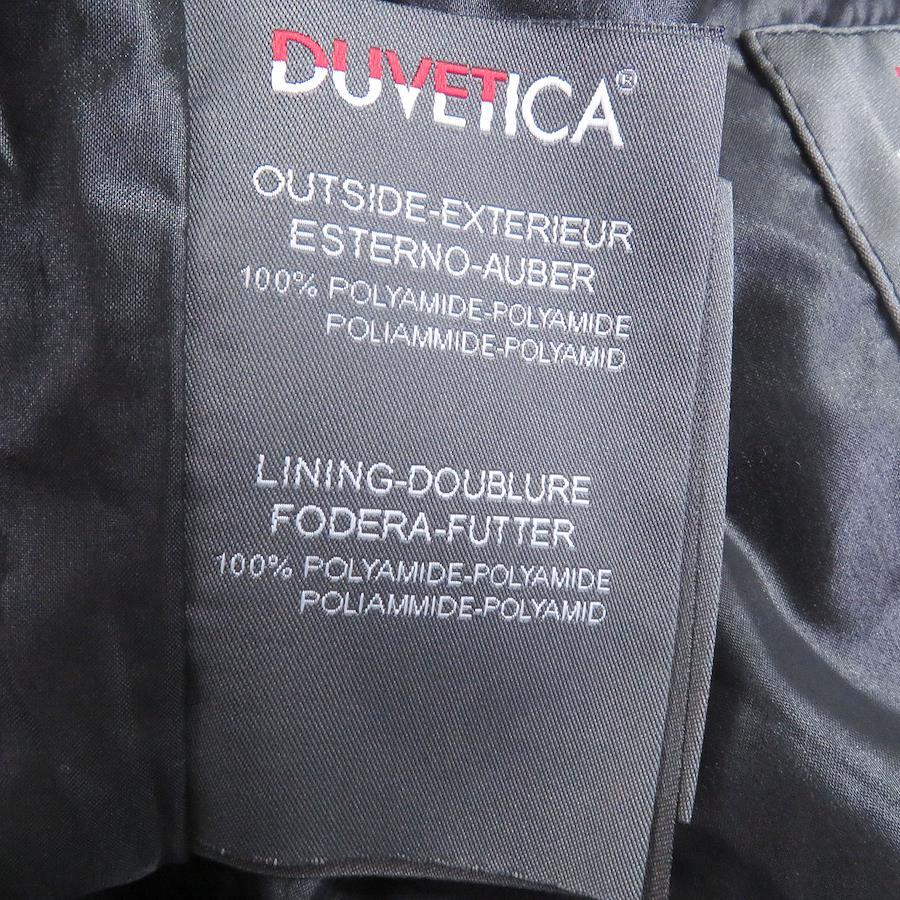 DUVETICA®
OUTSIDE-EXTERIEUR
ESTERNO-AUBER
100% POLYAMIDE-POLYAMIDE
POLIAMMIDE-POLYAMID
LINING-DOUBLURE
FODERA-FUTTER
100% POLYAMIDE-POLYAMIDE
POLIAMMIDE-POLYAMID